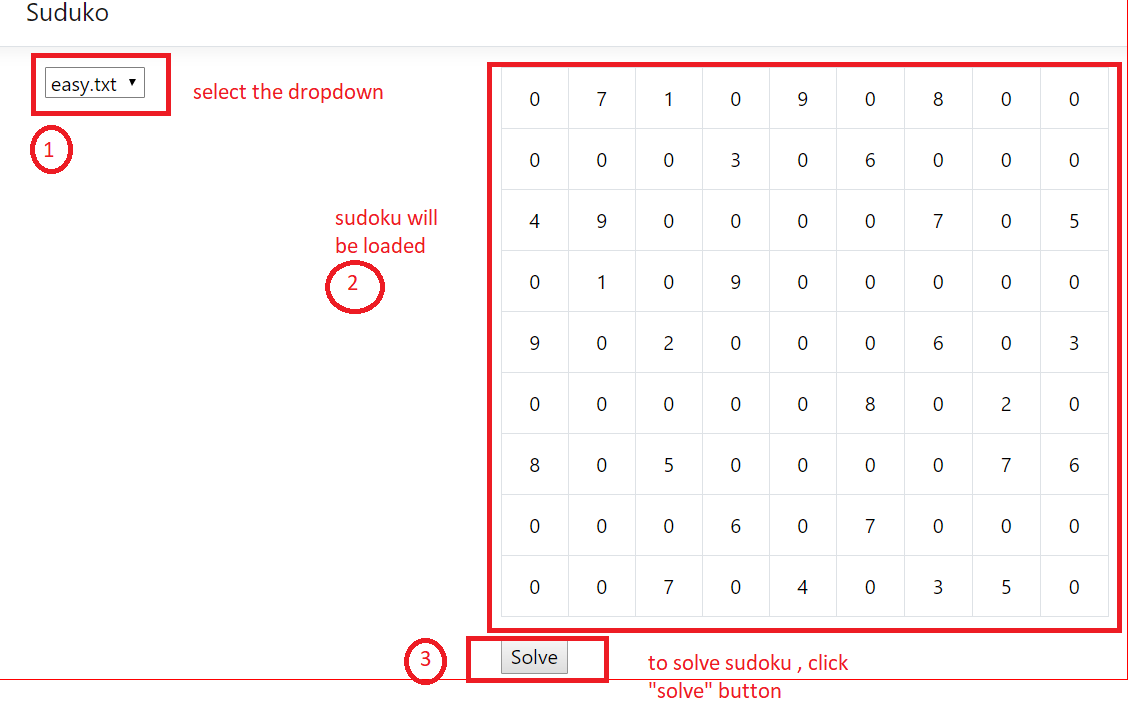 Suduko
easy.txt
select the dropdown
1
sudoku will
be loaded
2
0 7 1 0 9 0 8 0 0
0 0 0 3 0 6 0 0 0
4 9 0 0 0 0 7 0 5
0 1 0 9 0 0 0 0 0
9 0 2 0 0 0 6 0 3
0 0 0 0 0 8 0 2 0
8 0 5 0 0 0 0 7 6
0 0 0 6 0 7 0 0 0
0 0 7 0 4 0 3 5 0
3
Solve
to solve sudoku , click
"solve" button